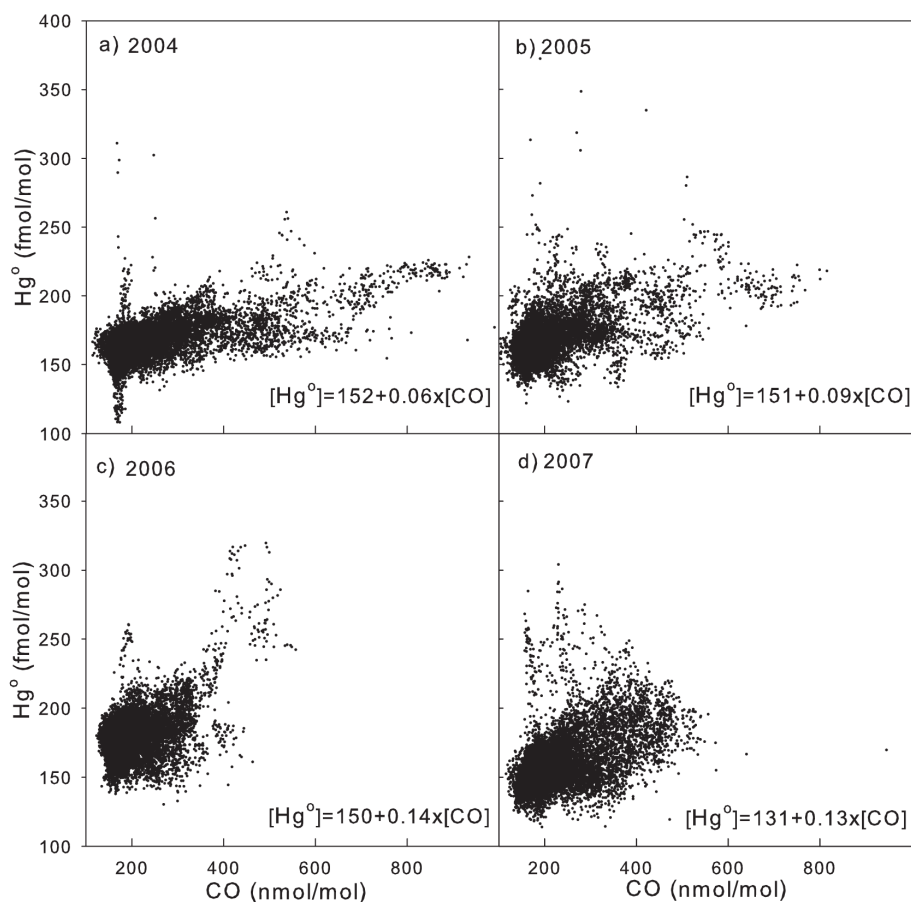 400
350
300
250
200
150
100
Hg° (fmol/mol)
a) 2004
[Hg°]=152+0.06x[CO]
b) 2005
[Hg°]=151+0.09x[CO]
350
300
250
200
150
100
Hg° (fmol/mol)
c) 2006
[Hg°]=150+0.14x[CO]
d) 2007
[Hg°]=131+0.13x[CO]
200 400 600 800
200 400 600 800
CO (nmol/mol)
CO (nmol/mol)